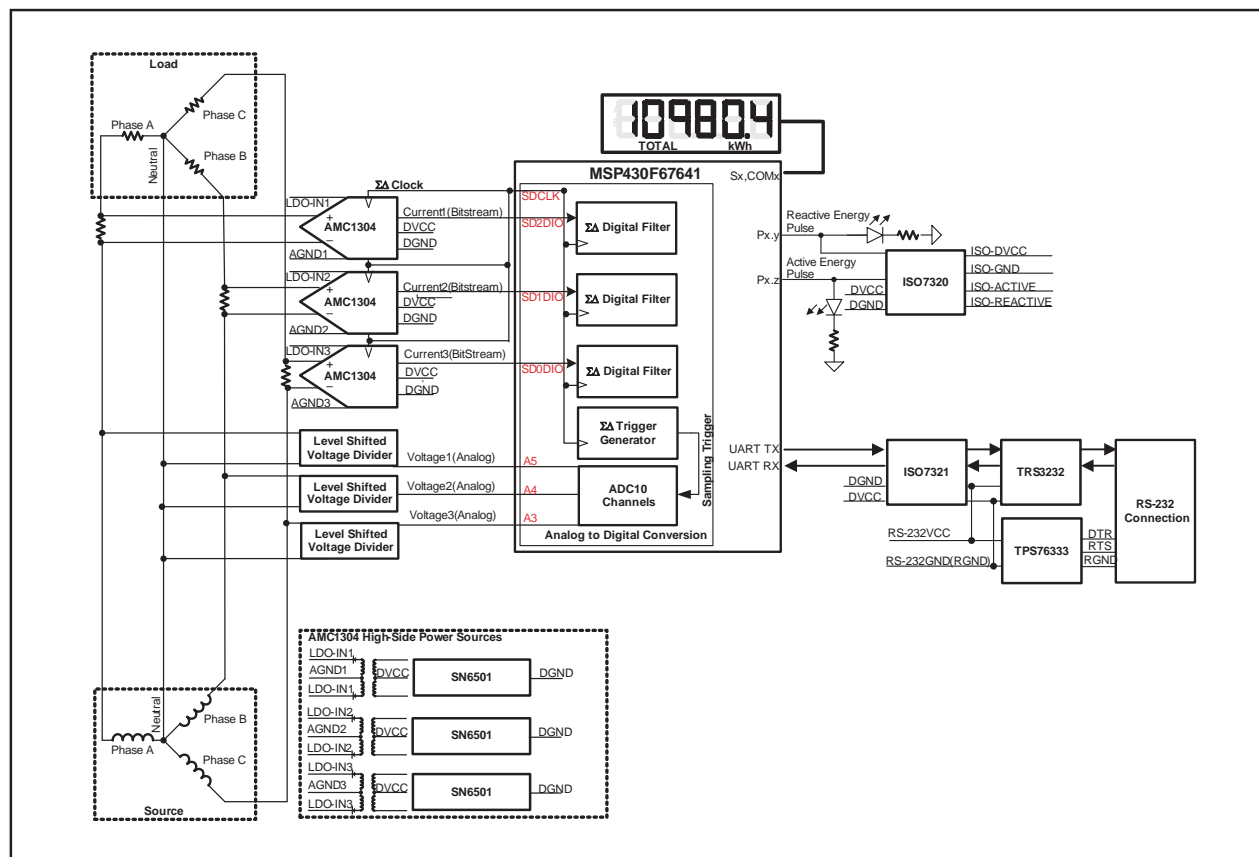 Load
Phase A
Phase C
Phase B
Neutral
10980.4
TOTAL
kWh
MSP430F67641
Sx,COMx
ΣΔ Clock
SDCLK
LDO-IN1
+
−
AMC1304
AGND1
Current1(Bitstream)
DVCC
DGND
SD2DIO
ΣΔ Digital Filter
LDO-IN2
+
−
AMC1304
AGND2
Current2(Bitstream)
DVCC
DGND
SD1DIO
ΣΔ Digital Filter
LDO-IN3
+
−
AMC1304
AGND3
Current3(BitStream)
DVCC
DGND
SD0DIO
ΣΔ Digital Filter
ΣΔ Trigger
Generator
Sampling Trigger
Level Shifted
Voltage Divider
Voltage1(Analog)
A5
Level Shifted
Voltage Divider
Voltage2(Analog)
A4
Level Shifted
Voltage Divider
Voltage3(Analog)
A3
ADC10
Channels
Analog to Digital Conversion
Reactive Energy
Pulse
Px.y
Active Energy
Pulse
Px.z
DVCC
DGND
ISO7320
ISO-DVCC
ISO-GND
ISO-ACTIVE
ISO-REACTIVE
UART TX
UART RX
ISO7321
DGND
DVCC
TRS3232
RS-232
Connection
RS-232VCC
RS-232GND(RGND)
TPS76333
DTR
RTS
RGND
AMC1304 High-Side Power Sources
LDO-IN1
AGND1
LDO-IN1
DVCC
SN6501
DGND
LDO-IN2
AGND2
LDO-IN2
DVCC
SN6501
DGND
LDO-IN3
AGND3
LDO-IN3
DVCC
SN6501
DGND
Neutral
Phase B
Phase A
Phase C
Source